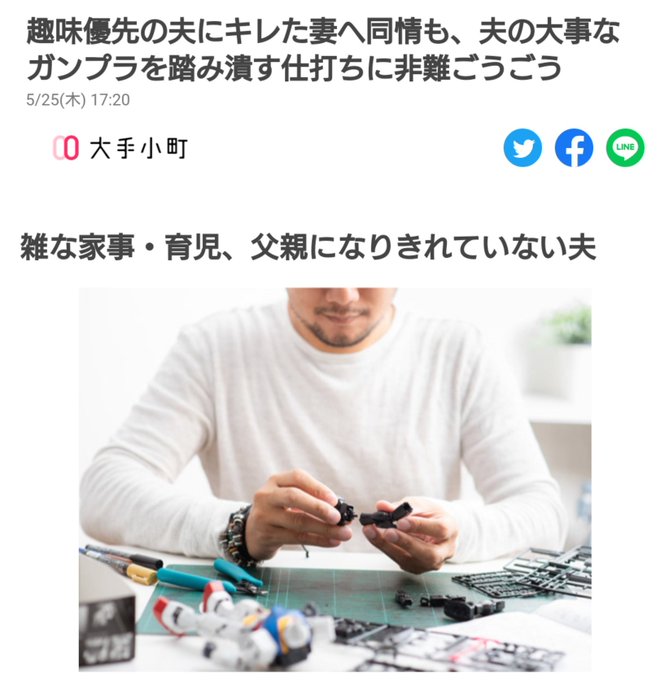 趣味優先の夫にキレた妻へ同情も、夫の大事な
ガンプラを踏み潰す仕打ちに非難ごうごう
5/25(木) 17:20
大手小町
LINE
雑な家事・育児、父親になりきれていない夫